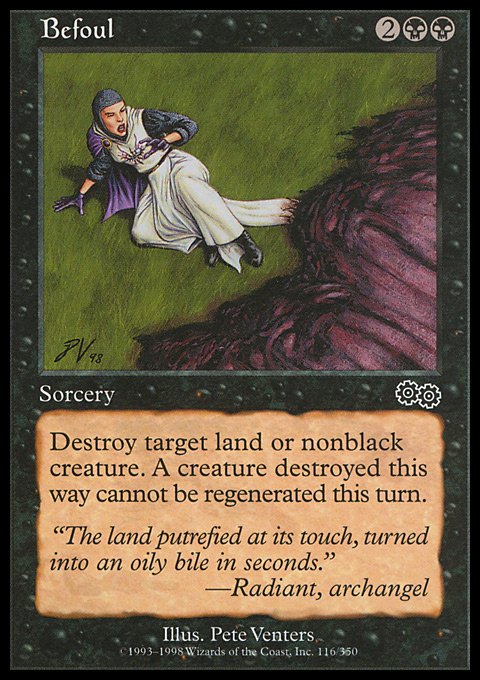 Befoul 2
PV 98
Sorcery
Destroy target land or nonblack
creature. A creature destroyed this
way cannot be regenerated this turn.
“The land putrefied at its touch, turned
into an oily bile in seconds.”
—Radiant, archangel
Illus. Pete Venters
©1993–1998 Wizards of the Coast, Inc. 116/350